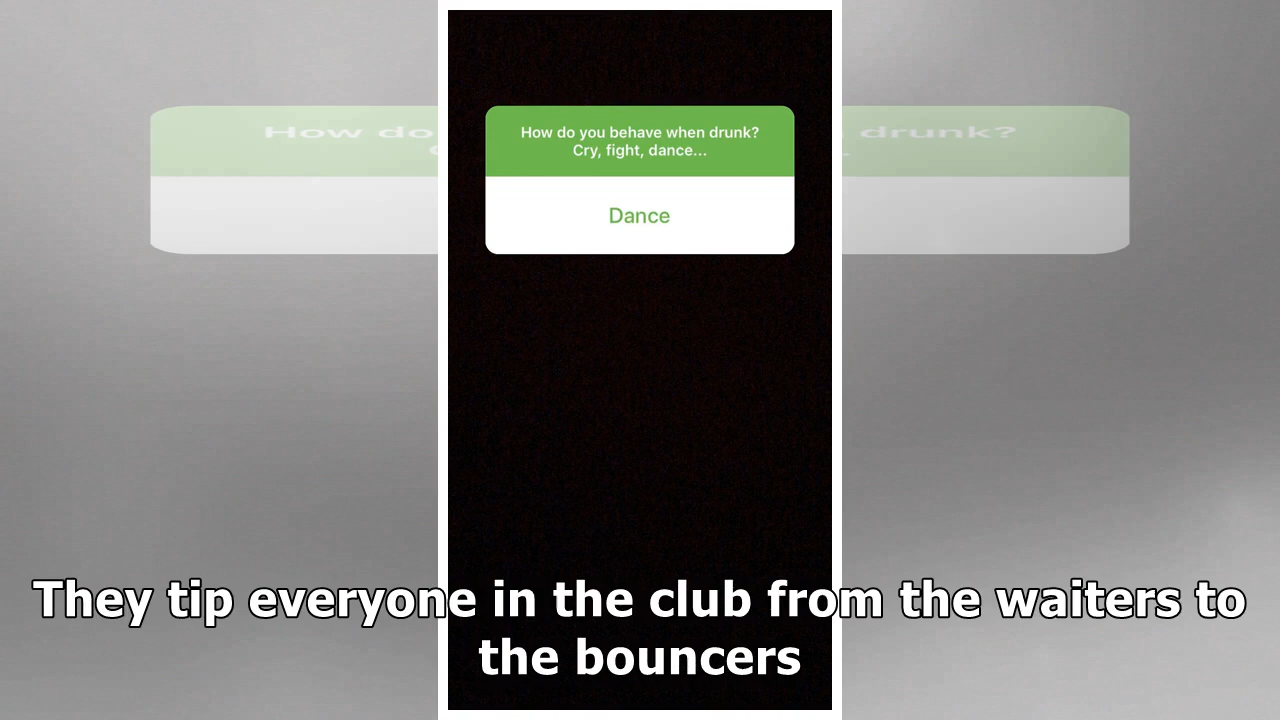 How do you behave when drunk?
Cry, fight, dance...
Dance
They tip everyone in the club from the waiters to
the bouncers